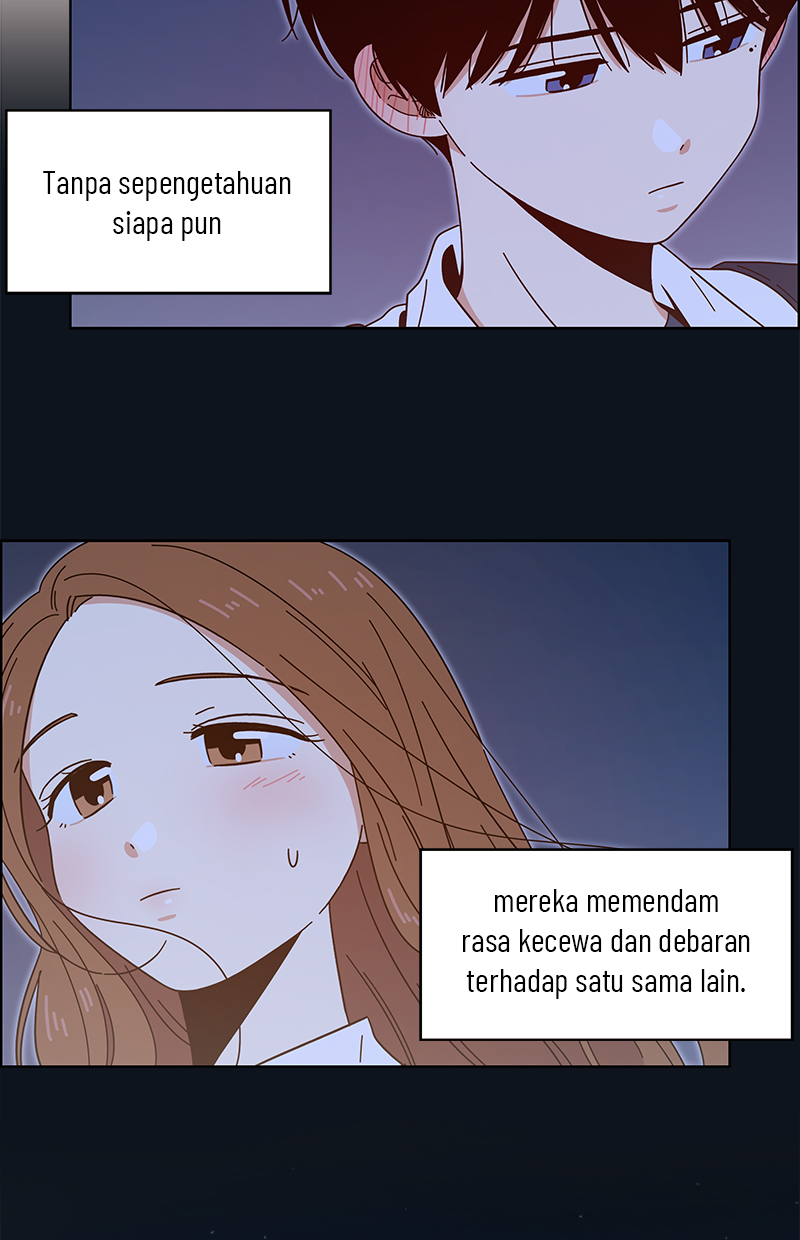 Tanpa sepengetahuan
siapa pun
mereka memendam
rasa kecewa dan debaran
terhadap satu sama lain.